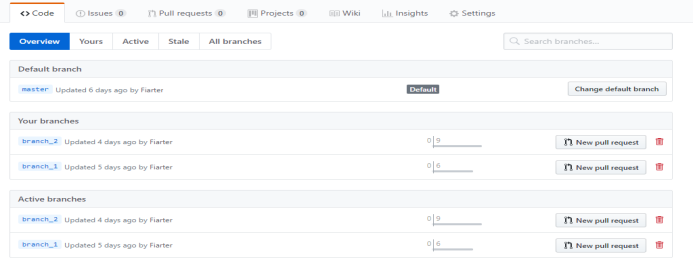 Code Issues 0 Pull requests 0 Projects 0 Wiki Insights Settings
Overview Yours Active Stale All branches Search branches...
Default branch
master Updated 6 days ago by Fiarter Default Change default branch
Your branches
branch_2 Updated 4 days ago by Fiarter 0 9 New pull request
branch_1 Updated 5 days ago by Fiarter 0 6 New pull request
Active branches
branch_2 Updated 4 days ago by Fiarter 0 9 New pull request
branch_1 Updated 5 days ago by Fiarter 0 6 New pull request